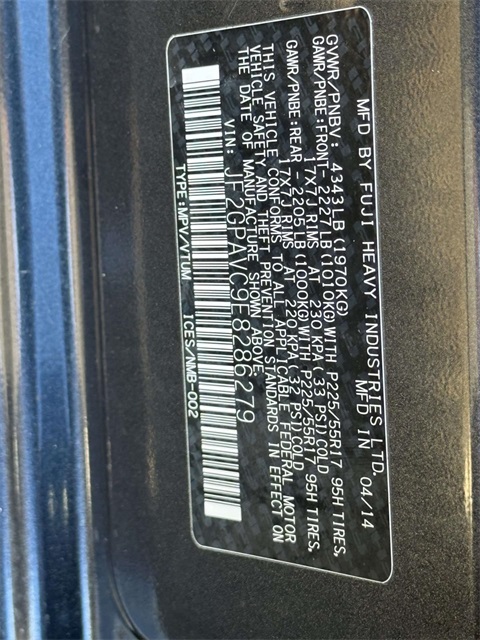 MFD BY FUJI HEAVY INDUSTRIES LTD. 04/14
MFD IN
GVWR/PNBV: 4343LB(1970KG)
GAWR/PNBE:FRONT- 2227LB(1010KG)WITH P225/55R17 95H TIRES,
17X7J RIMS AT 230 KPA( 33 PSI)COLD
GAWR/PNBE:REAR - 2205LB(1000KG)WITH P225/55R17 95H TIRES,
17X7J RIMS AT 220 KPA( 32 PSI)COLD
THIS VEHICLE CONFORMS TO ALL APPLICABLE FEDERAL MOTOR
VEHICLE SAFETY, AND THEFT PREVENTION STANDARDS IN EFFECT ON
THE DATE OF MANUFACTURE SHOWN ABOVE.
VIN: JF2GPAVC9E8286279
TYPE:MPV/VTUM ICES/NMB-002